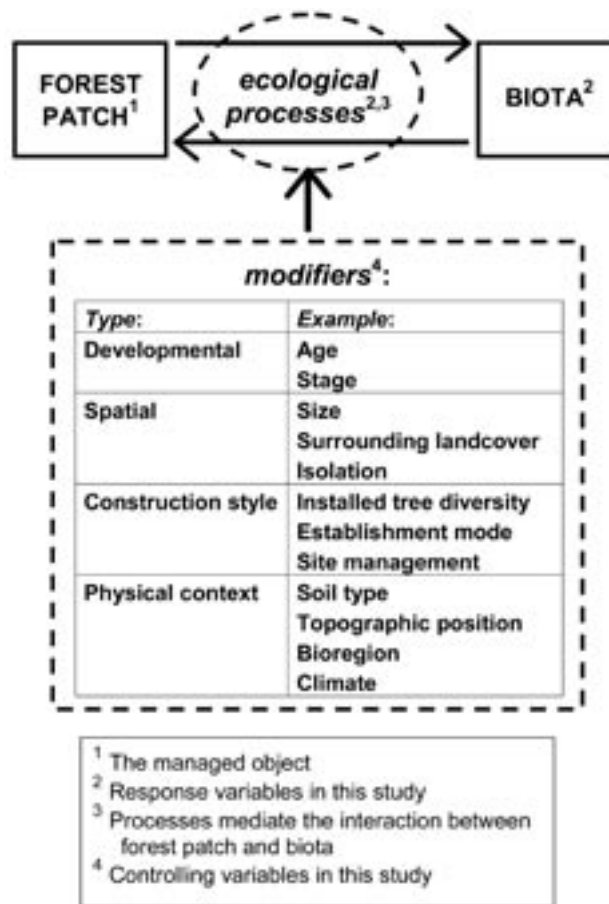 FOREST
PATCH1
ecological
processes2,3
BIOTA2
modifiers4:
Type: Example:
Developmental Age
Stage
Spatial Size
Surrounding landcover
Isolation
Construction style Installed tree diversity
Establishment mode
Site management
Physical context Soil type
Topographic position
Bioregion
Climate
1 The managed object
2 Response variables in this study
3 Processes mediate the interaction between
forest patch and biota
4 Controlling variables in this study